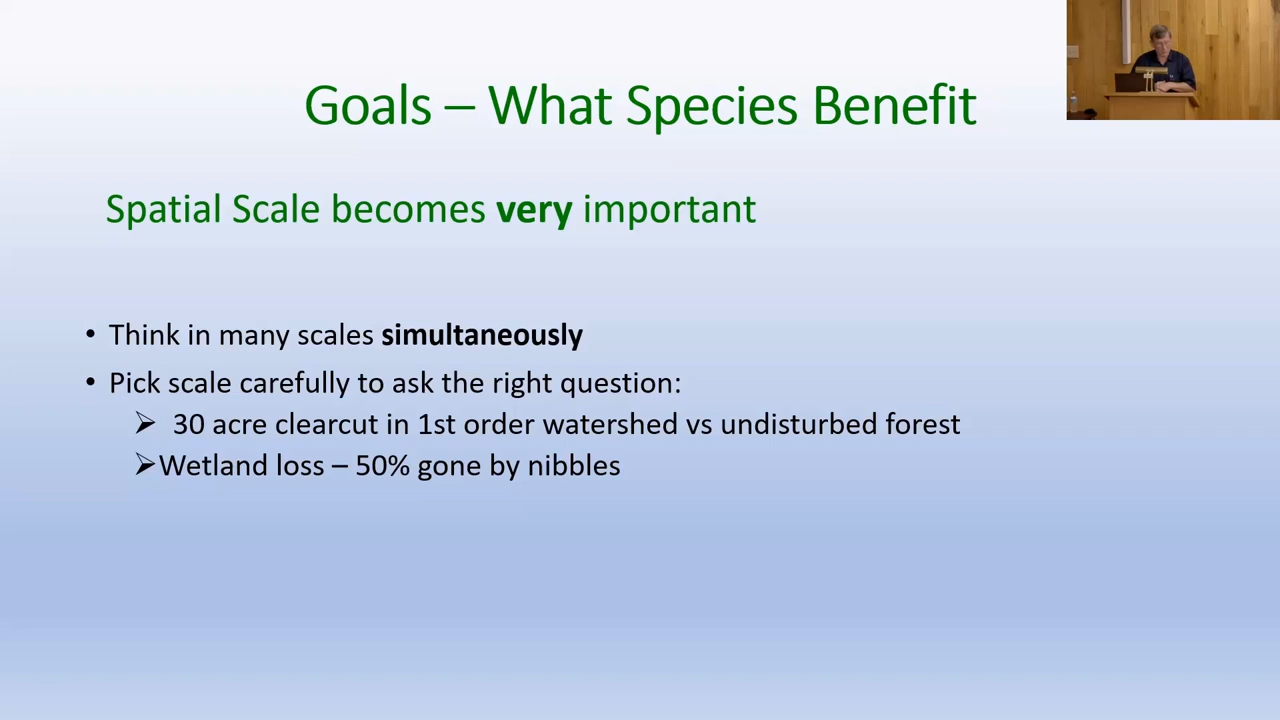 Goals – What Species Benefit
Spatial Scale becomes very important
• Think in many scales simultaneously
• Pick scale carefully to ask the right question:
➢ 30 acre clearcut in 1st order watershed vs undisturbed forest
➢Wetland loss – 50% gone by nibbles